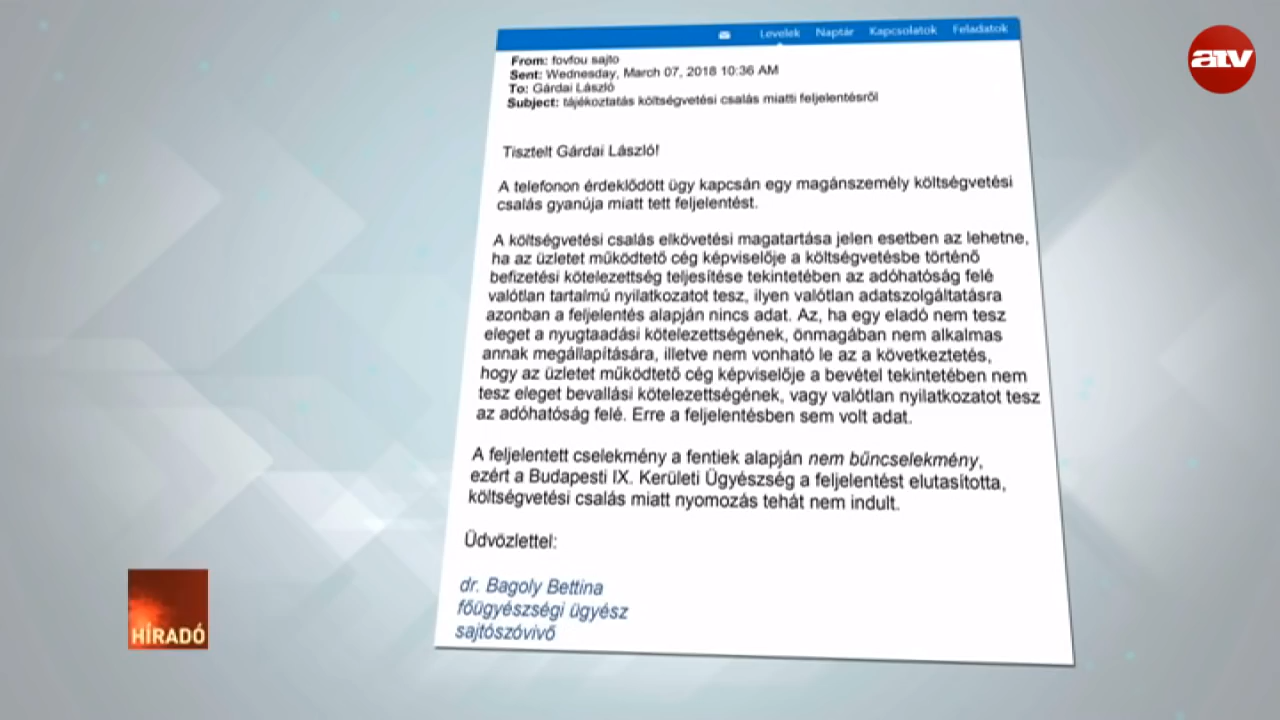 Levelek Naptár Kapcsolatok Feladatok
atv
From: fovfou sajto
Sent: Wednesday, March 07, 2018 10:36 AM
To: Gárdai László
Subject: tájékoztatás költségvetési csalás miatti feljelentésről
Tisztelt Gárdai László!
A telefonon érdeklődött ügy kapcsán egy magánszemély költségvetési
csalás gyanúja miatt tett feljelentést.
A költségvetési csalás elkövetési magatartása jelen esetben az lehetne,
ha az üzletet működtető cég képviselője a költségvetésbe történő
befizetési kötelezettség teljesítése tekintetében az adóhatóság felé
valótlan tartalmú nyilatkozatot tesz, ilyen valótlan adatszolgáltatásra
azonban a feljelentés alapján nincs adat. Az, ha egy eladó nem tesz
eleget a nyugtaadási kötelezettségének, önmagában nem alkalmas
annak megállapítására, illetve nem vonható le az a következtetés,
hogy az üzletet működtető cég képviselője a bevétel tekintetében nem
tesz eleget bevallási kötelezettségének, vagy valótlan nyilatkozatot tesz
az adóhatóság felé. Erre a feljelentésben sem volt adat.
A feljelentett cselekmény a fentiek alapján nem bűncselekmény,
ezért a Budapesti IX. Kerületi Ügyészség a feljelentést elutasította,
költségvetési csalás miatt nyomozás tehát nem indult.
Üdvözlettel:
dr. Bagoly Bettina
főügyészségi ügyész
sajtószóvivő
HÍRADÓ